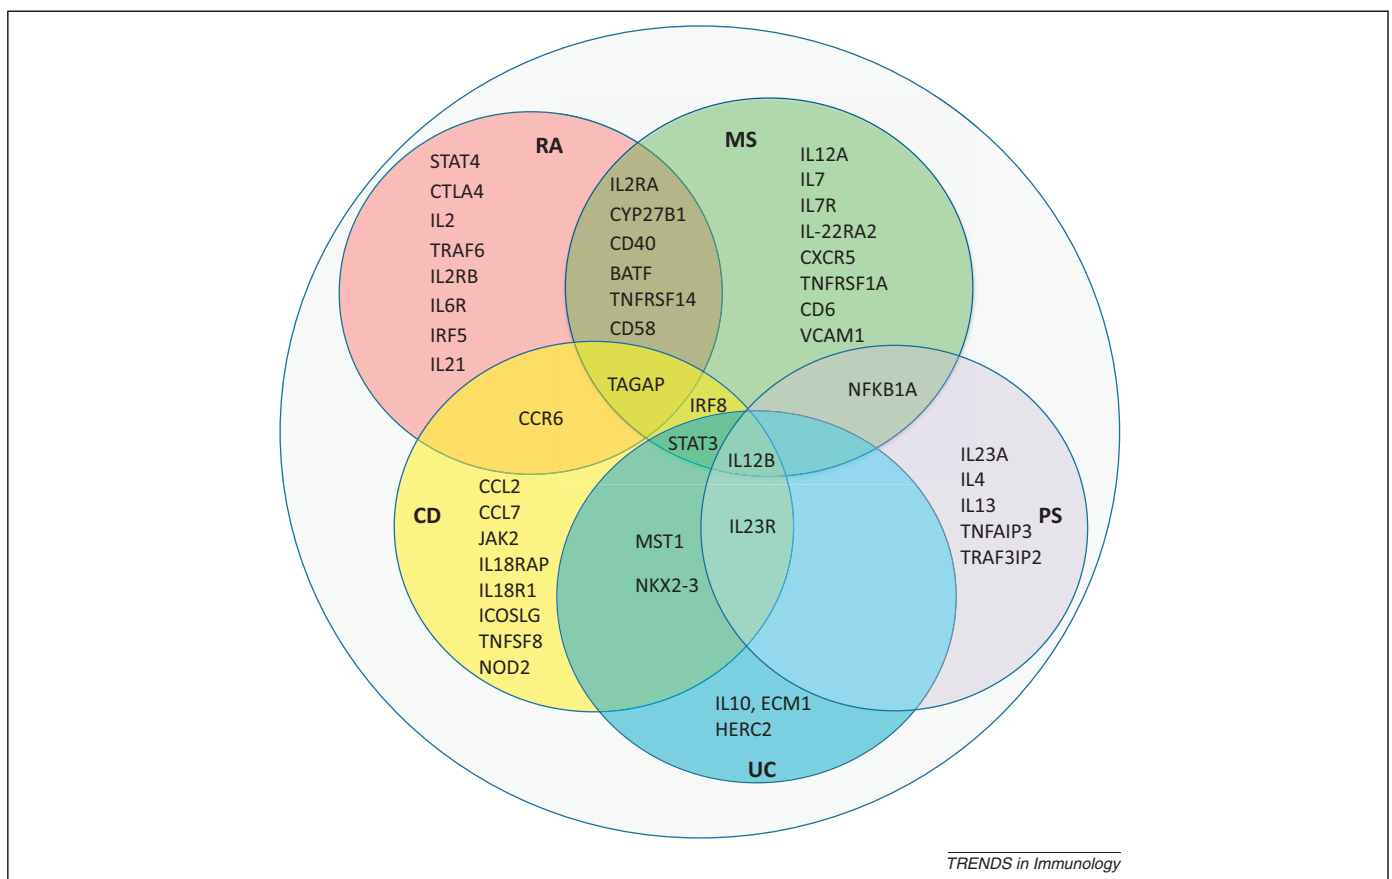 RA
STAT4
CTLA4
IL2
TRAF6
IL2RB
IL6R
IRF5
IL21
IL2RA
CYP27B1
CD40
BATF
TNFRSF14
CD58
MS
IL12A
IL7
IL7R
IL-22RA2
CXCR5
TNFRSF1A
CD6
VCAM1
TAGAP
IRF8
NFKB1A
CCR6
STAT3
IL12B
IL23R
CD
CCL2
CCL7
JAK2
IL18RAP
IL18R1
ICOSLG
TNFSF8
NOD2
MST1
NKX2-3
IL23A
IL4
IL13
TNFAIP3
TRAF3IP2
PS
IL10, ECM1
HERC2
UC
TRENDS in Immunology